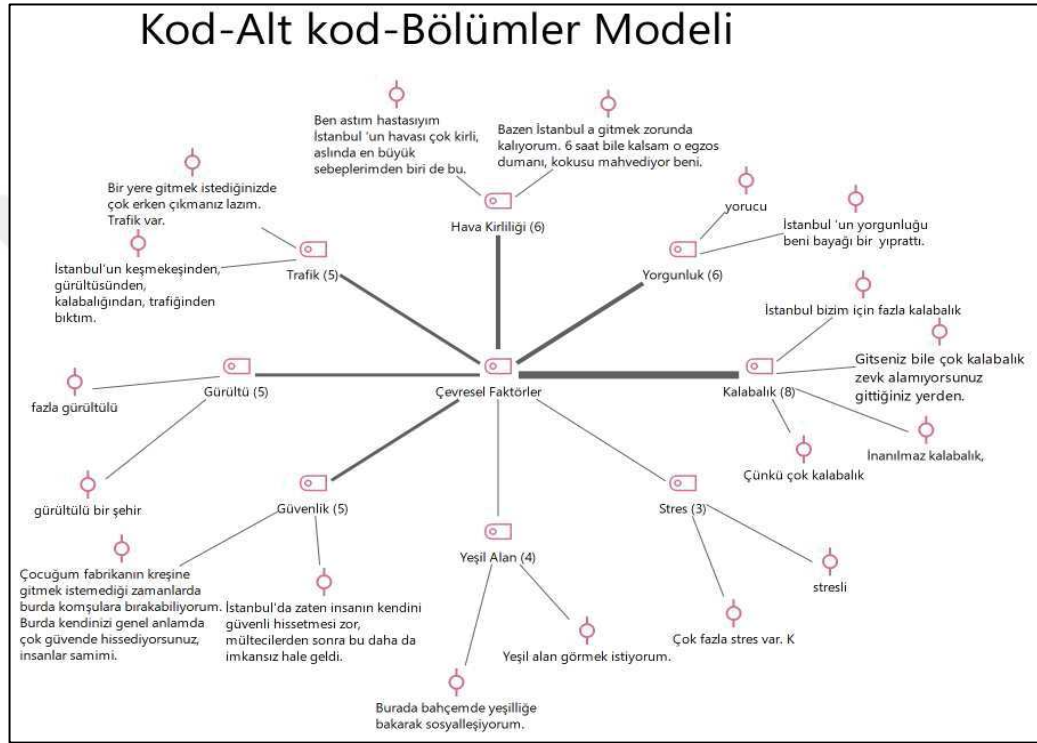 Kod-Alt kod-Bölümler Modeli
Ben astım hastasıyım
İstanbul 'un havası çok kirli,
aslında en büyük
sebeplerimden biri de bu.
Bazen İstanbul a gitmek zorunda
kalıyorum. 6 saat bile kalsam o egzos
dumanı, kokusu mahvediyor beni.
Hava Kirliliği (6)
Bir yere gitmek istediğinizde
çok erken çıkmanız lazım.
Trafik var.
İstanbul'un keşmekeşinden,
gürültüsünden,
kalabalığından, trafiğinden
bıktım.
Trafik (5)
yorucu
İstanbul 'un yorgunluğu
beni bayağı bir yıprattı.
Yorgunluk (6)
İstanbul bizim için fazla kalabalık
Gitseniz bile çok kalabalık
zevk alamıyorsunuz
gittiğiniz yerden.
Kalabalık (8)
İnanılmaz kalabalık,
Çünkü çok kalabalık
Çevresel Faktörler
Gürültü (5)
fazla gürültülü
gürültülü bir şehir
Güvenlik (5)
Çocuğum fabrikanın kreşine
gitmek istemediği zamanlarda
burda komşulara bırakabiliyorum.
Burda kendinizi genel anlamda
çok güvende hissediyorsunuz,
insanlar samimi.
İstanbul'da zaten insanın kendini
güvenli hissetmesi zor,
mültecilerden sonra bu daha da
imkansız hale geldi.
Yeşil Alan (4)
Yeşil alan görmek istiyorum.
Burada bahçemde yeşilliğe
bakarak sosyalleşiyorum.
Stres (3)
stresli
Çok fazla stres var. K